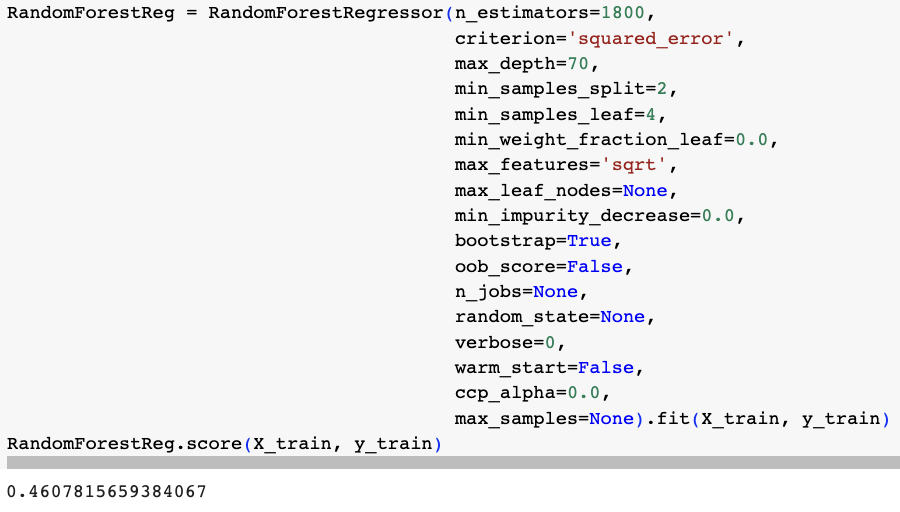 RandomForestReg = RandomForestRegressor(n_estimators=1800,
                                        criterion='squared_error',
                                        max_depth=70,
                                        min_samples_split=2,
                                        min_samples_leaf=4,
                                        min_weight_fraction_leaf=0.0,
                                        max_features='sqrt',
                                        max_leaf_nodes=None,
                                        min_impurity_decrease=0.0,
                                        bootstrap=True,
                                        oob_score=False,
                                        n_jobs=None,
                                        random_state=None,
                                        verbose=0,
                                        warm_start=False,
                                        ccp_alpha=0.0,
                                        max_samples=None).fit(X_train, y_train)
RandomForestReg.score(X_train, y_train)
0.4607815659384067